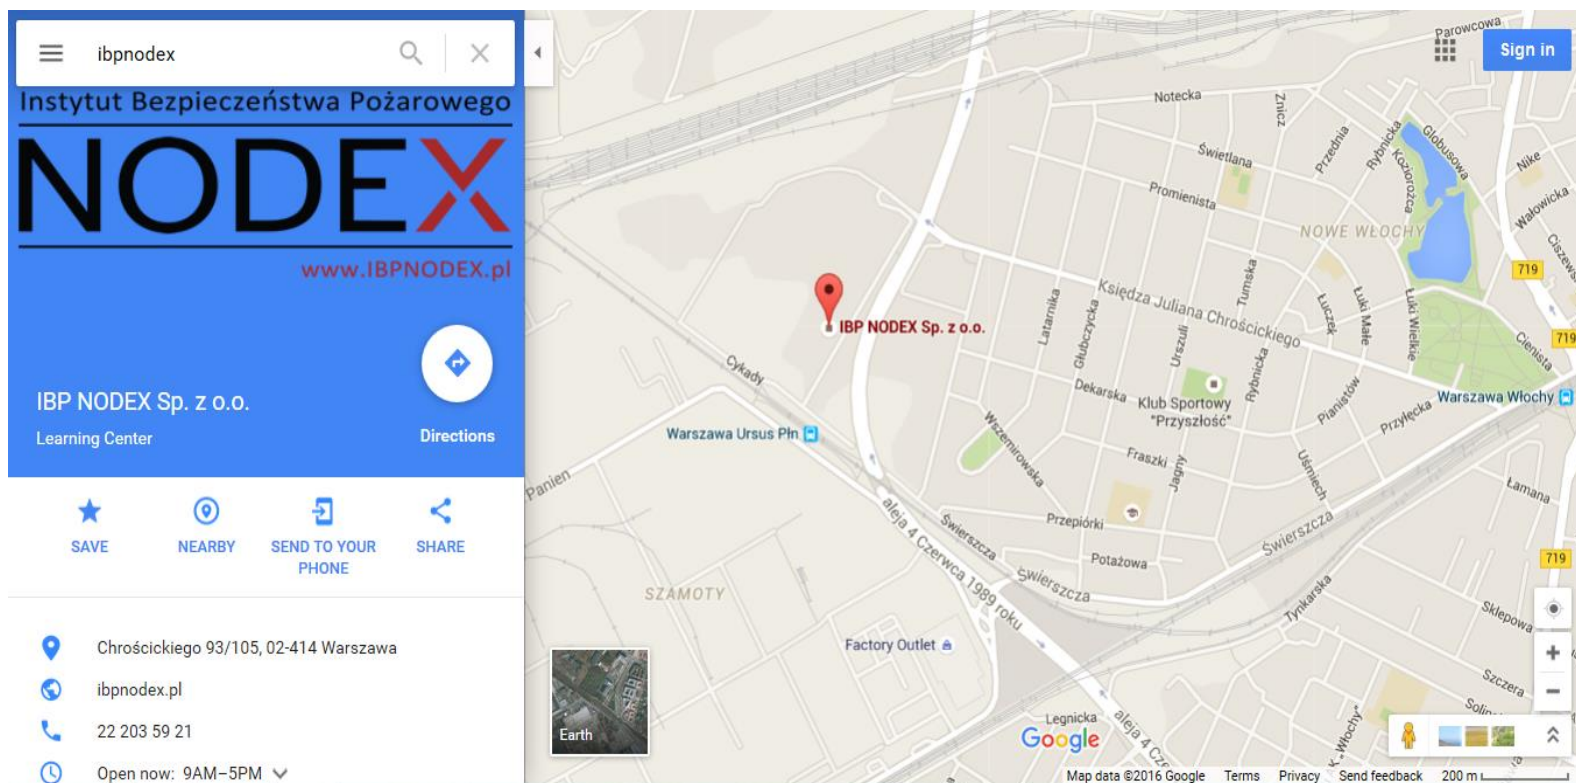 ibpnodex
Instytut Bezpieczeństwa Pożarowego
NODEX
www.IBPNODEX.pl
IBP NODEX Sp. z o.o.
Learning Center
Directions
SAVE
NEARBY
SEND TO YOUR
PHONE
SHARE
Chrościckiego 93/105, 02-414 Warszawa
ibpnodex.pl
22 203 59 21
Open now: 9AM–5PM
Sign in
Parowcowa
Notecka
Znicz
Przednia
Rybnicka
Koziorożca
Globusowa
Nike
Świetlana
Promienista
Wałowicka
NOWE WŁOCHY
719
Tumska
Księdza Juliana Chrościckiego
Latarnika
Głubczycka
Urszuli
Rybnicka
Łuczek
Łuki Małe
Łuki Wielkie
Cienista
719
IBP NODEX Sp. z o.o.
Cykady
Dekarska
Klub Sportowy
"Przyszłość"
Pianistów
Przyłęcka
Warszawa Włochy
Warszawa Ursus Płn
Wszemirowska
Fraszki
Jagny
Uśmiech
Łamana
Panien
Przepiórki
Świerszcza
Świerszcza
Potażowa
Świerszcza
aleja 4 Czerwca 1989 roku
719
SZAMOTY
Tynkarska
Sklepowa
Factory Outlet
Szczera
Legnicka
Earth
Google
Map data ©2016 Google
Terms
Privacy
Send feedback
200 m